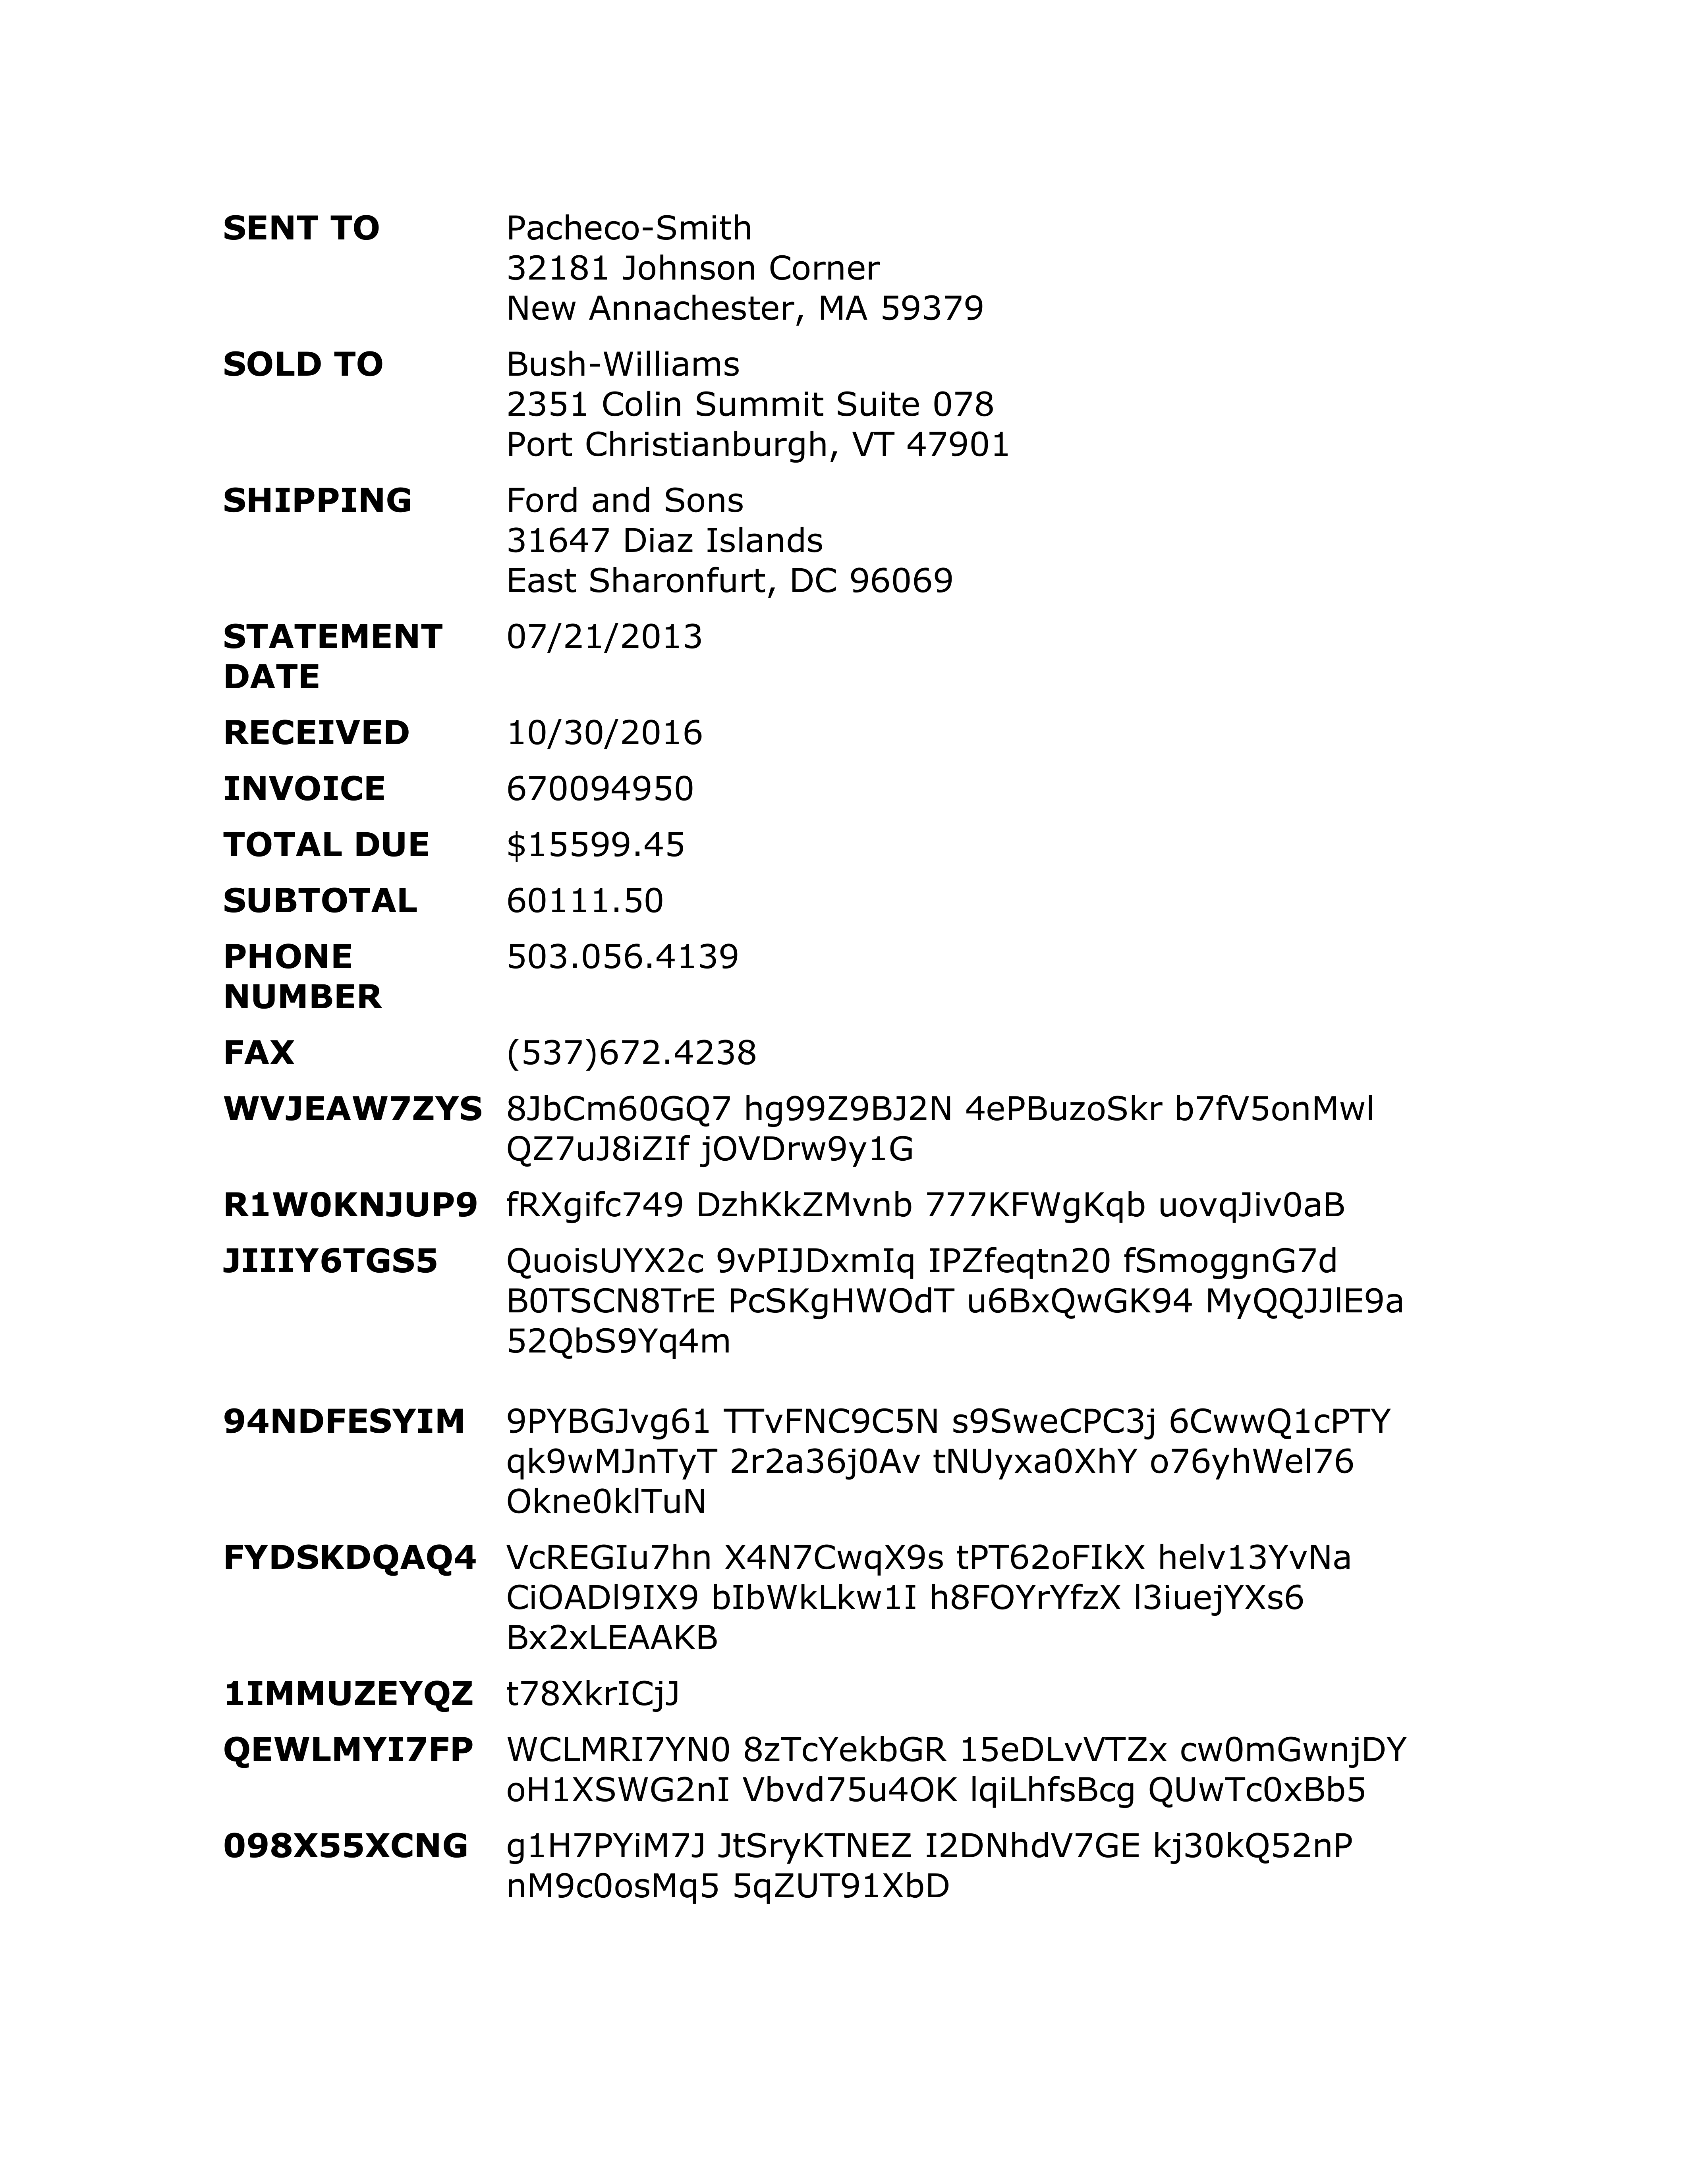 SENT TO Pacheco-Smith
32181 Johnson Corner
New Annachester, MA 59379
SOLD TO Bush-Williams
2351 Colin Summit Suite 078
Port Christianburgh, VT 47901
SHIPPING Ford and Sons
31647 Diaz Islands
East Sharonfurt, DC 96069
STATEMENT 07/21/2013
DATE
RECEIVED 10/30/2016
INVOICE 670094950
TOTAL DUE $15599.45
SUBTOTAL 60111.50
PHONE 503.056.4139
NUMBER
FAX (537)672.4238
WVJEAW7ZYS 8JbCm60GQ7 hg99Z9BJ2N 4ePBuzoSkr b7fV5onMwl
QZ7uJ8iZIf jOVDrw9y1G
R1W0KNJUP9 fRXgifc749 DzhKkZMvnb 777KFWgKqb uovqJiv0aB
JIIIY6TGS5 QuoisUYX2c 9vPIJDxmIq IPZfeqtn20 fSmoggnG7d
B0TSCN8TrE PcSKgHWOdT u6BxQwGK94 MyQQJJlE9a
52QbS9Yq4m
94NDFESYIM 9PYBGJvg61 TTvFNC9C5N s9SweCPC3j 6CwwQ1cPTY
qk9wMJnTyT 2r2a36j0Av tNUyxa0XhY o76yhWel76
Okne0klTuN
FYDSKDQAQ4 VcREGIu7hn X4N7CwqX9s tPT62oFIkX helv13YvNa
CiOADl9IX9 bIbWkLkw1I h8FOYrYfzX l3iuejYXs6
Bx2xLEAAKB
1IMMUZEYQZ t78XkrICjJ
QEWLMYI7FP WCLMRI7YN0 8zTcYekbGR 15eDLvVTZx cw0mGwnjDY
oH1XSWG2nI Vbvd75u4OK lqiLhfsBcg QUwTc0xBb5
098X55XCNG g1H7PYiM7J JtSryKTNEZ I2DNhdV7GE kj30kQ52nP
nM9c0osMq5 5qZUT91XbD